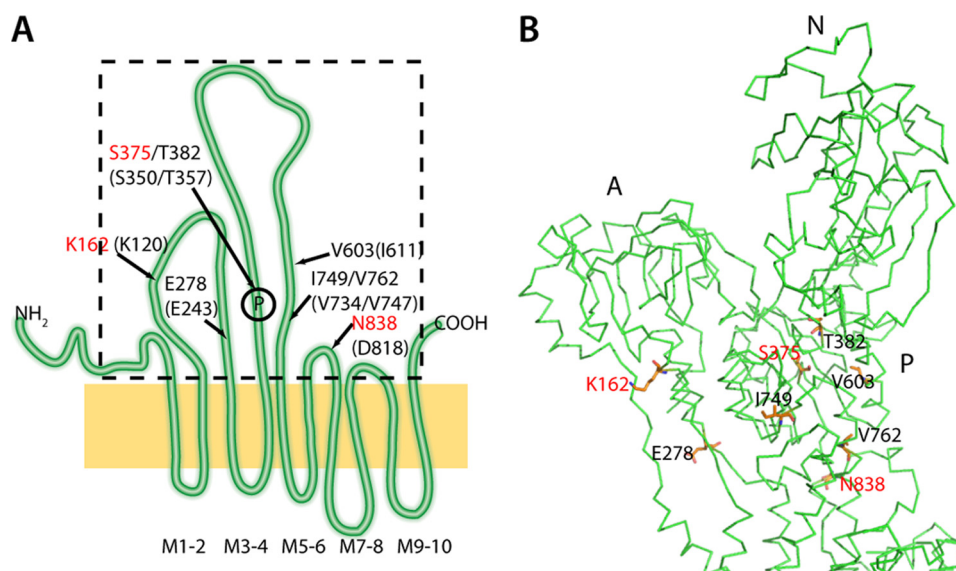 A
S375/T382
(S350/T357)
K162 (K120)
E278
(E243)
V603(I611)
I749/V762
(V734/V747)
N838
(D818)
P
NH2
COOH
M1-2 M3-4 M5-6 M7-8 M9-10
B
N
A
T382
S375
K162
V603
P
I749
V762
E278
N838